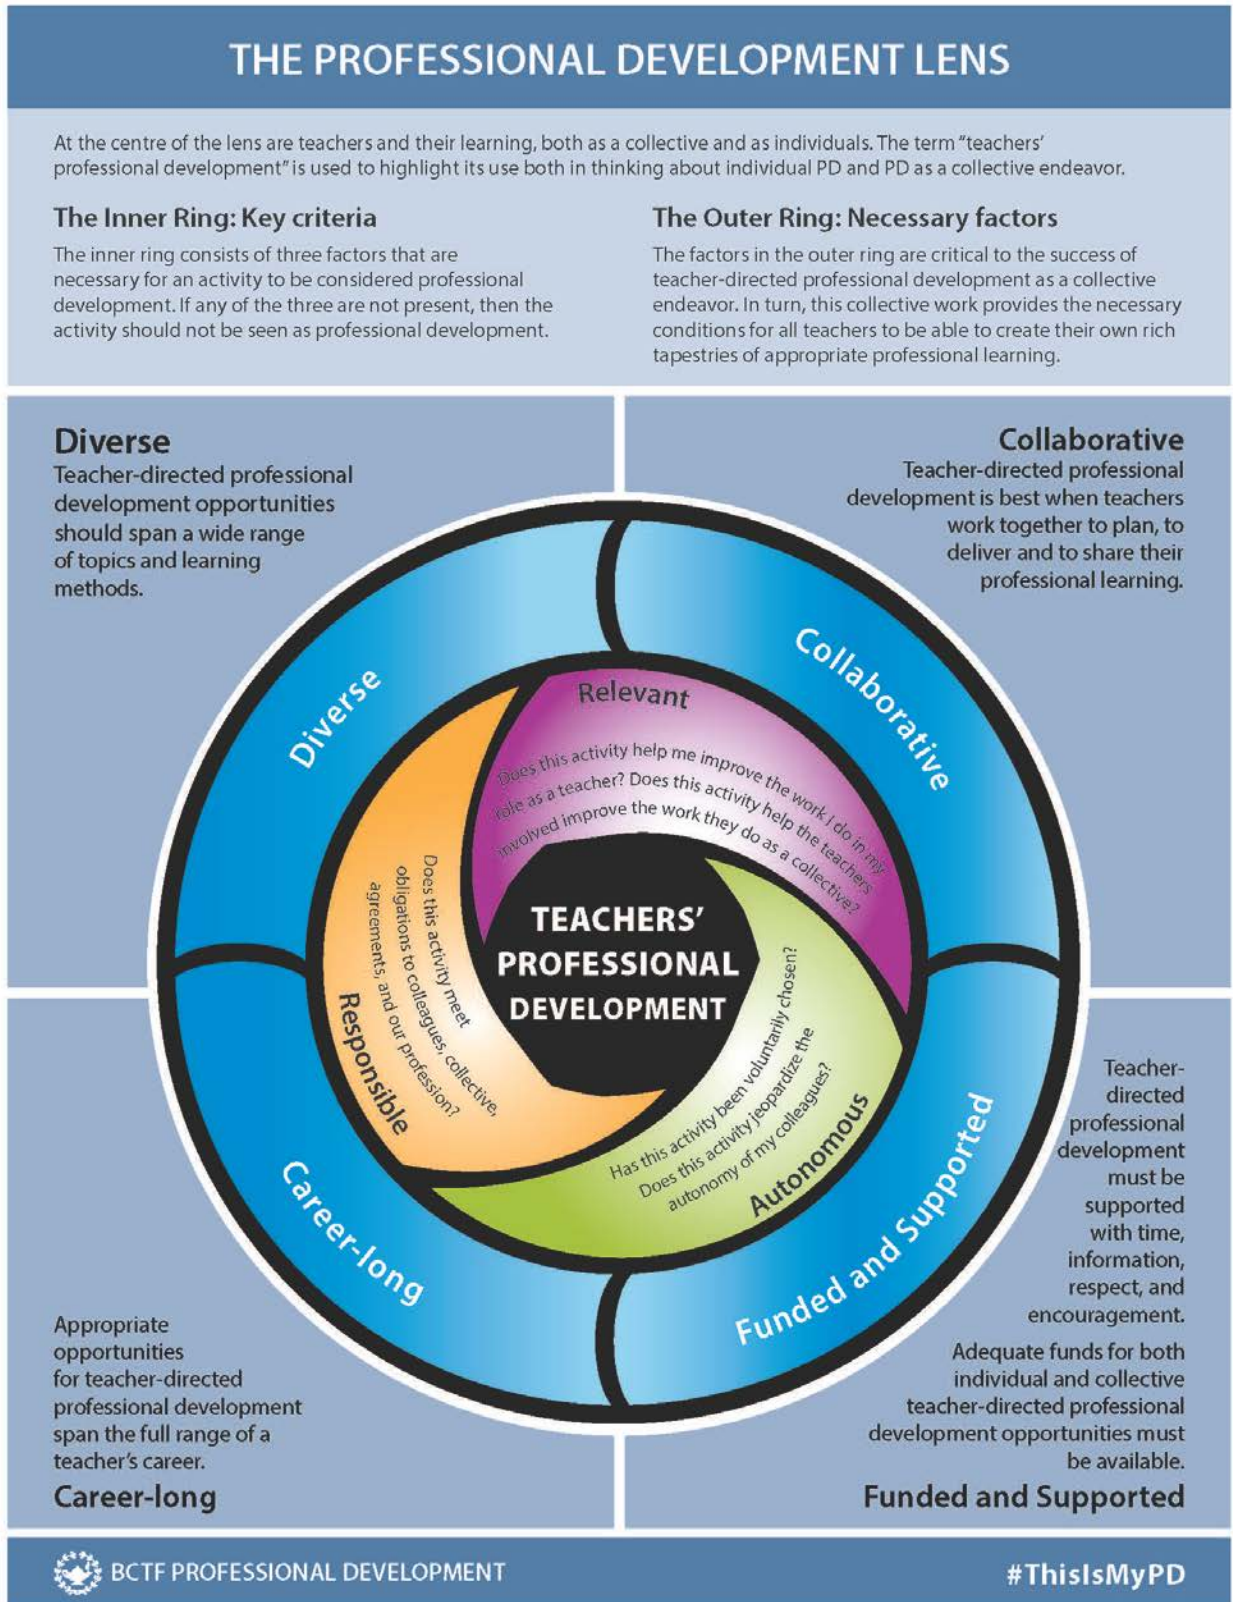 THE PROFESSIONAL DEVELOPMENT LENS
At the centre of the lens are teachers and their learning, both as a collective and as individuals. The term "teachers'
professional development" is used to highlight its use both in thinking about individual PD and PD as a collective endeavor.
The Inner Ring: Key criteria
The inner ring consists of three factors that are
necessary for an activity to be considered professional
development. If any of the three are not present, then the
activity should not be seen as professional development.
The Outer Ring: Necessary factors
The factors in the outer ring are critical to the success of
teacher-directed professional development as a collective
endeavor. In turn, this collective work provides the necessary
conditions for all teachers to be able to create their own rich
tapestries of appropriate professional learning.
Diverse
Teacher-directed professional
development opportunities
should span a wide range
of topics and learning
methods.
Collaborative
Teacher-directed professional
development is best when teachers
work together to plan, to
deliver and to share their
professional learning.
Diverse
Collaborative
Relevant
Does this activity help me improve the work I do in my
role as a teacher? Does this activity help the teachers
involved improve the work they do as a collective?
TEACHERS'
PROFESSIONAL
DEVELOPMENT
Does this activity meet
obligations to colleagues, collective,
agreements, and our profession?
Responsible
Has this activity been voluntarily chosen?
Does this activity jeopardize the
autonomy of my colleagues?
Autonomous
Career-long
Funded and Supported
Appropriate
opportunities
for teacher-directed
professional development
span the full range of a
teacher's career.
Career-long
Teacher-
directed
professional
development
must be
supported
with time,
information,
respect, and
encouragement.
Adequate funds for both
individual and collective
teacher-directed professional
development opportunities must
be available.
Funded and Supported
BCTF PROFESSIONAL DEVELOPMENT
#ThisIsMyPD